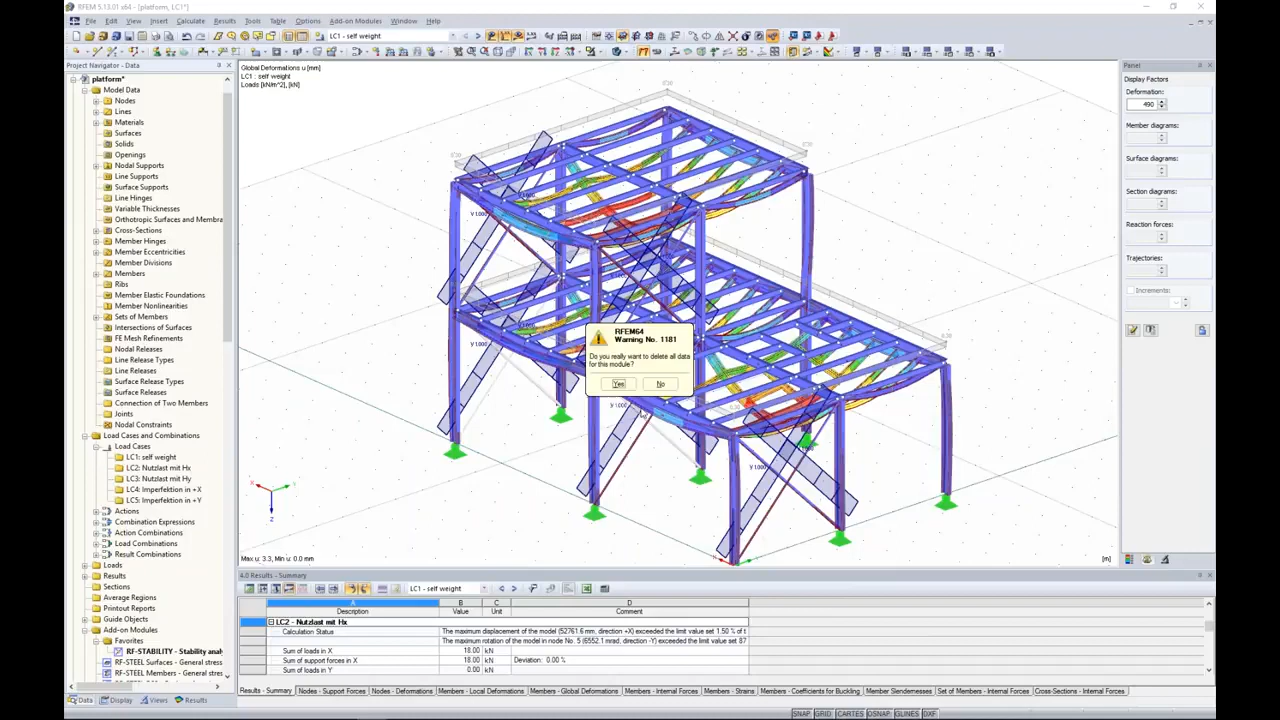 RFEM 5.13.01 x64 - [platform, LC1*]
File Edit View Insert Calculate Results Tools Table Options Add-on Modules Window Help
LC1 - self weight
Project Navigator - Data
platform*
Model Data
Nodes
Lines
Materials
Surfaces
Solids
Openings
Nodal Supports
Line Supports
Surface Supports
Line Hinges
Variable Thicknesses
Orthotropic Surfaces and Membra
Cross-Sections
Member Hinges
Member Eccentricities
Member Divisions
Members
Ribs
Member Elastic Foundations
Member Nonlinearities
Sets of Members
Intersections of Surfaces
FE Mesh Refinements
Nodal Releases
Line Release Types
Line Releases
Surface Release Types
Surface Releases
Connection of Two Members
Joints
Nodal Constraints
Load Cases and Combinations
Load Cases
LC1: self weight
LC2: Nutzlast mit Hx
LC3: Nutzlast mit Hy
LC4: Imperfektion in +X
LC5: Imperfektion in +Y
Actions
Combination Expressions
Action Combinations
Load Combinations
Result Combinations
Loads
Results
Sections
Average Regions
Printout Reports
Guide Objects
Add-on Modules
Favorites
RF-STABILITY - Stability analy
RF-STEEL Surfaces - General stress
RF-STEEL Members - General stress
Data Display Views Results
Global Deformations u [mm]
LC1 : self weight
Loads [kN/m^2], [kN]
RFEM64
Warning No. 1181
Do you really want to delete all data
for this module?
Yes No
Max u: 3.3, Min u: 0.0 mm
[m]
Panel
Display Factors
Deformation:
490
Member diagrams:
Surface diagrams:
Section diagrams:
Reaction forces:
Trajectories:
Increments:
4.0 Results - Summary
LC1 - self weight
A B C D
Description Value Unit Comment
LC2 - Nutzlast mit Hx
Calculation Status The maximum displacement of the model (52761.6 mm, direction +X) exceeded the limit value set 1.50 % of t
The maximum rotation of the model in node No. 5 (6552.1 mrad, direction -Y) exceeded the limit value set 87
Sum of loads in X 18.00 kN
Sum of support forces in X 18.00 kN Deviation: 0.00 %
Sum of loads in Y 0.00 kN
Results - Summary Nodes - Support Forces Nodes - Deformations Members - Local Deformations Members - Global Deformations Members - Internal Forces Members - Strains Members - Coefficients for Buckling Member Slendernesses Set of Members - Internal Forces Cross-Sections - Internal Forces
SNAP GRID CARTES OSNAP GLINES DXF